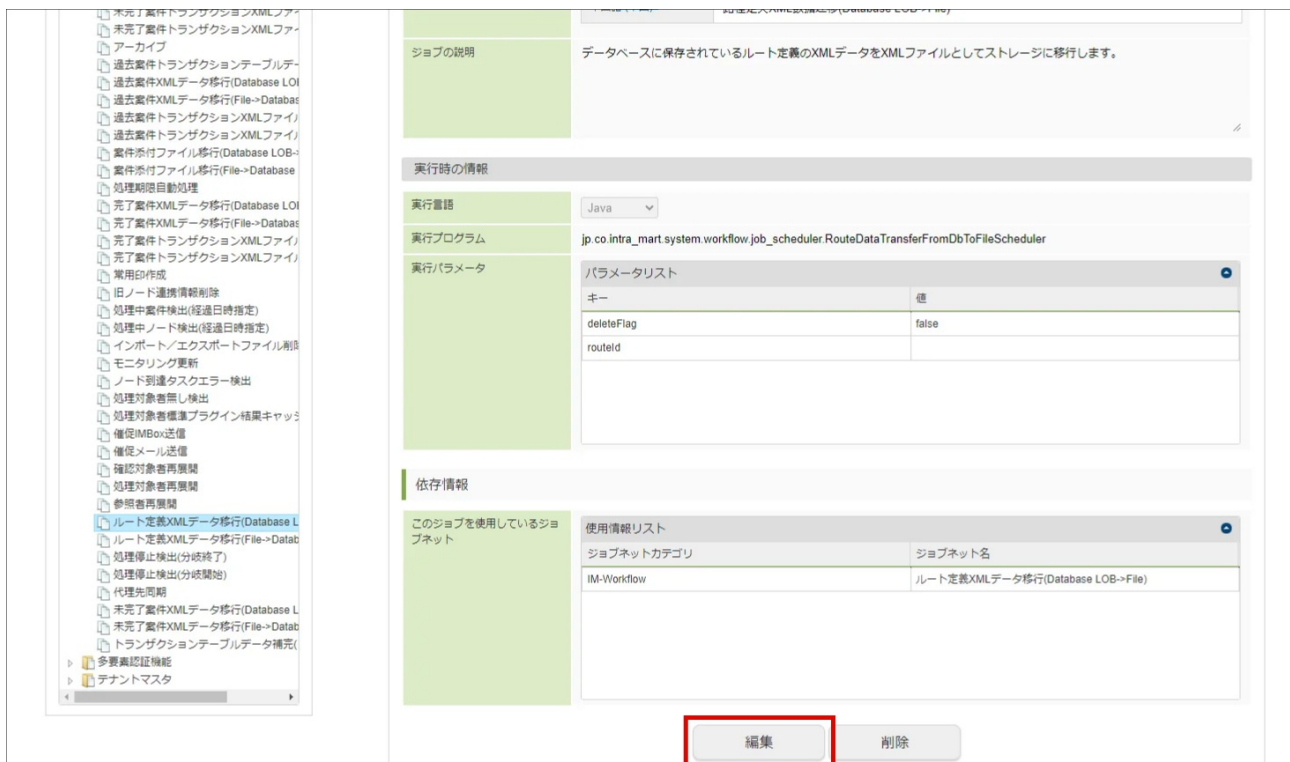 未完了案件トランザクションXMLファイ
未完了案件トランザクションXMLファイ
アーカイブ
過去案件トランザクションテーブルデー
過去案件XMLデータ移行(Database LOI
過去案件XMLデータ移行(File->Databas
過去案件トランザクションXMLファイル
過去案件トランザクションXMLファイル
案件添付ファイル移行(Database LOB->
案件添付ファイル移行(File->Database
処理期限自動処理
完了案件XMLデータ移行(Database LOI
完了案件XMLデータ移行(File->Databas
完了案件トランザクションXMLファイル
完了案件トランザクションXMLファイル
常用印作成
旧ノード連携情報削除
処理中案件検出(経過日時指定)
処理中ノード検出(経過日時指定)
インポート／エクスポートファイル削除
モニタリング更新
ノード到達タスクエラー検出
処理対象者無し検出
処理対象者標準プラグイン結果キャッシ
催促IMBox送信
催促メール送信
確認対象者再展開
処理対象者再展開
参照者再展開
ルート定義XMLデータ移行(Database L
ルート定義XMLデータ移行(File->Datab
処理停止検出(分岐終了)
処理停止検出(分岐開始)
代理先同期
未完了案件XMLデータ移行(Database L
未完了案件XMLデータ移行(File->Datab
トランザクションテーブルデータ補完(
多要素認証機能
テナントマスタ
ジョブの説明
データベースに保存されているルート定義のXMLデータをXMLファイルとしてストレージに移行します。
実行時の情報
実行言語
Java
実行プログラム
jp.co.intra_mart.system.workflow.job_scheduler.RouteDataTransferFromDbToFileScheduler
実行パラメータ
パラメータリスト
キー 値
deleteFlag false
routeId
依存情報
このジョブを使用しているジョ
ブネット
使用情報リスト
ジョブネットカテゴリ ジョブネット名
IM-Workflow ルート定義XMLデータ移行(Database LOB->File)
編集 削除